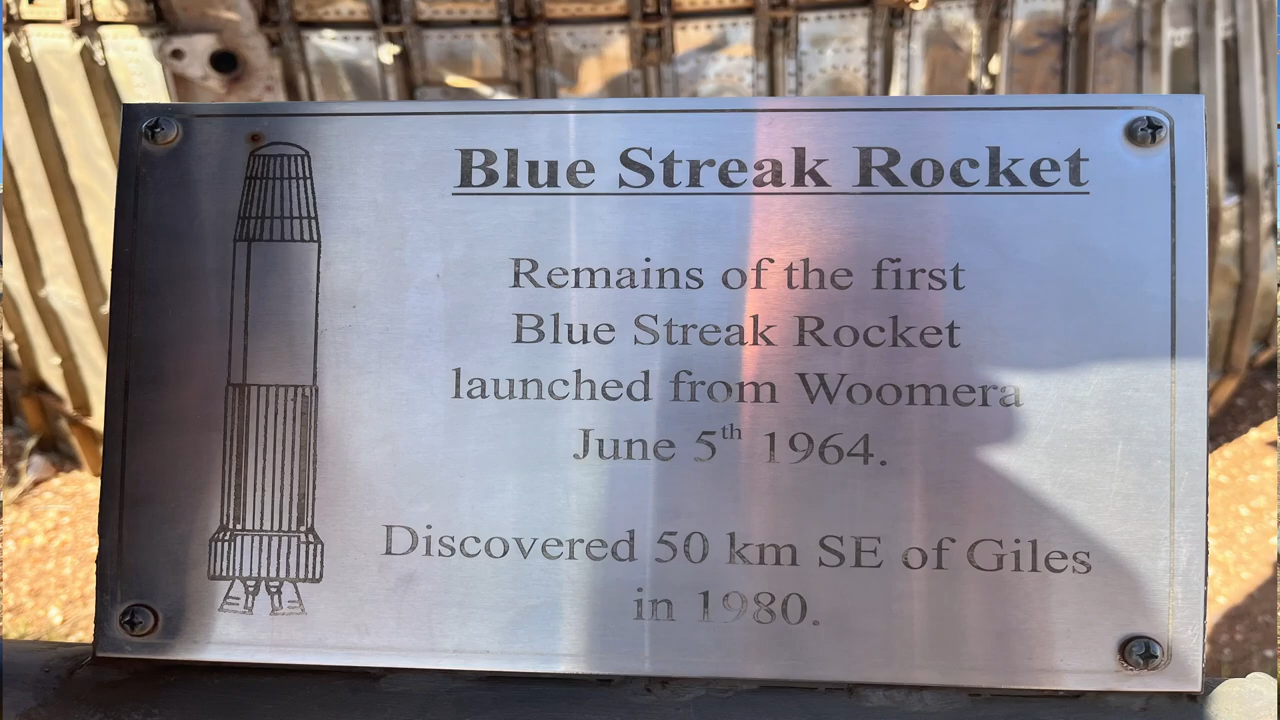 Blue Streak Rocket
Remains of the first
Blue Streak Rocket
launched from Woomera
June 5th 1964.
Discovered 50 km SE of Giles
in 1980.